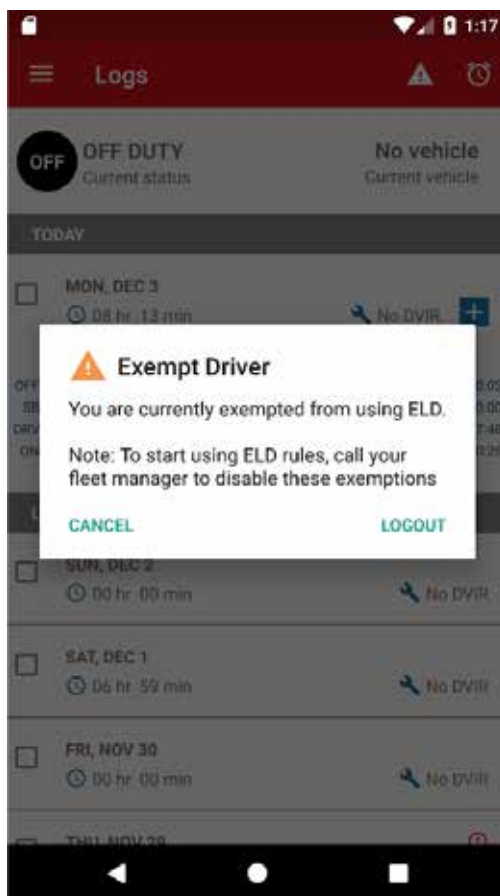 1:17
Logs
OFF
OFF DUTY
Current status
No vehicle
Current vehicle
TODAY
MON, DEC 3
08 hr 13 min
No DVIR
Exempt Driver
You are currently exempted from using ELD.
Note: To start using ELD rules, call your
fleet manager to disable these exemptions
CANCEL
LOGOUT
SUN, DEC 2
00 hr 00 min
No DVIR
SAT, DEC 1
06 hr 59 min
No DVIR
FRI, NOV 30
00 hr 00 min
No DVIR
THU, NOV 29